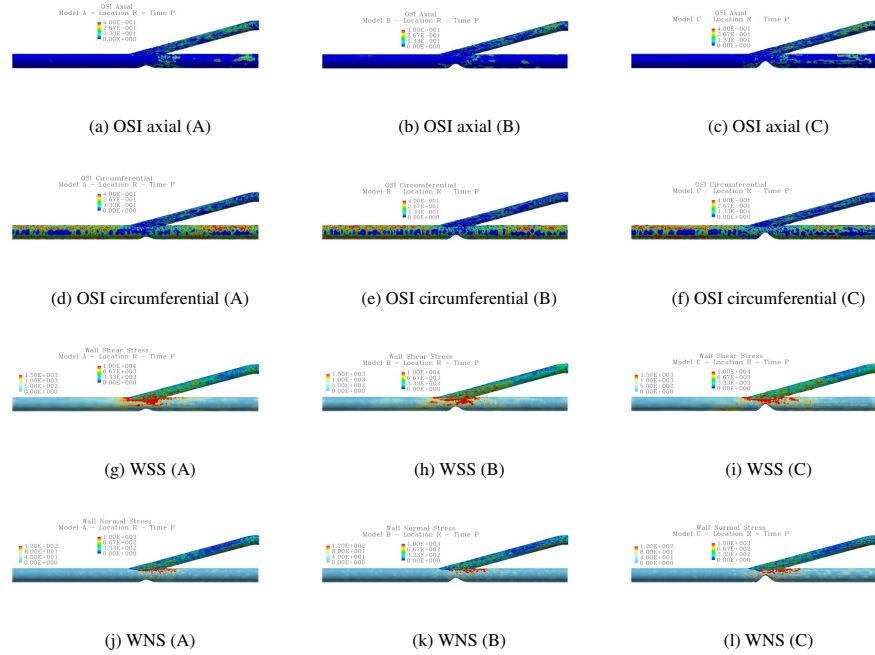 OSI Axial
Model A - Location R - Time P
4.00E-001
2.67E-001
1.33E-001
0.00E+000
OSI Axial
Model B - Location R - Time P
4.00E-001
2.67E-001
1.33E-001
0.00E+000
OSI Axial
Model C - Location R - Time P
4.00E-001
2.67E-001
1.33E-001
0.00E+000
(a) OSI axial (A)
(b) OSI axial (B)
(c) OSI axial (C)
OSI Circumferential
Model A - Location R - Time P
4.00E-001
2.67E-001
1.33E-001
0.00E+000
OSI Circumferential
Model B - Location R - Time P
4.00E-001
2.67E-001
1.33E-001
0.00E+000
OSI Circumferential
Model C - Location R - Time P
4.00E-001
2.67E-001
1.33E-001
0.00E+000
(d) OSI circumferential (A)
(e) OSI circumferential (B)
(f) OSI circumferential (C)
Wall Shear Stress
Model A - Location R - Time P
1.50E+003
1.00E+003
5.00E+002
0.00E+000
1.00E+004
6.67E+003
3.33E+003
0.00E+000
Wall Shear Stress
Model B - Location R - Time P
1.50E+003
1.00E+003
5.00E+002
0.00E+000
1.00E+004
6.67E+003
3.33E+003
0.00E+000
Wall Shear Stress
Model C - Location R - Time P
1.50E+003
1.00E+003
5.00E+002
0.00E+000
1.00E+004
6.67E+003
3.33E+003
0.00E+000
(g) WSS (A)
(h) WSS (B)
(i) WSS (C)
Wall Normal Stress
Model A - Location R - Time P
1.20E+002
8.00E+001
4.00E+001
0.00E+000
1.00E+003
6.67E+002
3.33E+002
0.00E+000
Wall Normal Stress
Model B - Location R - Time P
1.20E+002
8.00E+001
4.00E+001
0.00E+000
1.00E+003
6.67E+002
3.33E+002
0.00E+000
Wall Normal Stress
Model C - Location R - Time P
1.20E+002
8.00E+001
4.00E+001
0.00E+000
1.00E+003
6.67E+002
3.33E+002
0.00E+000
(j) WNS (A)
(k) WNS (B)
(l) WNS (C)